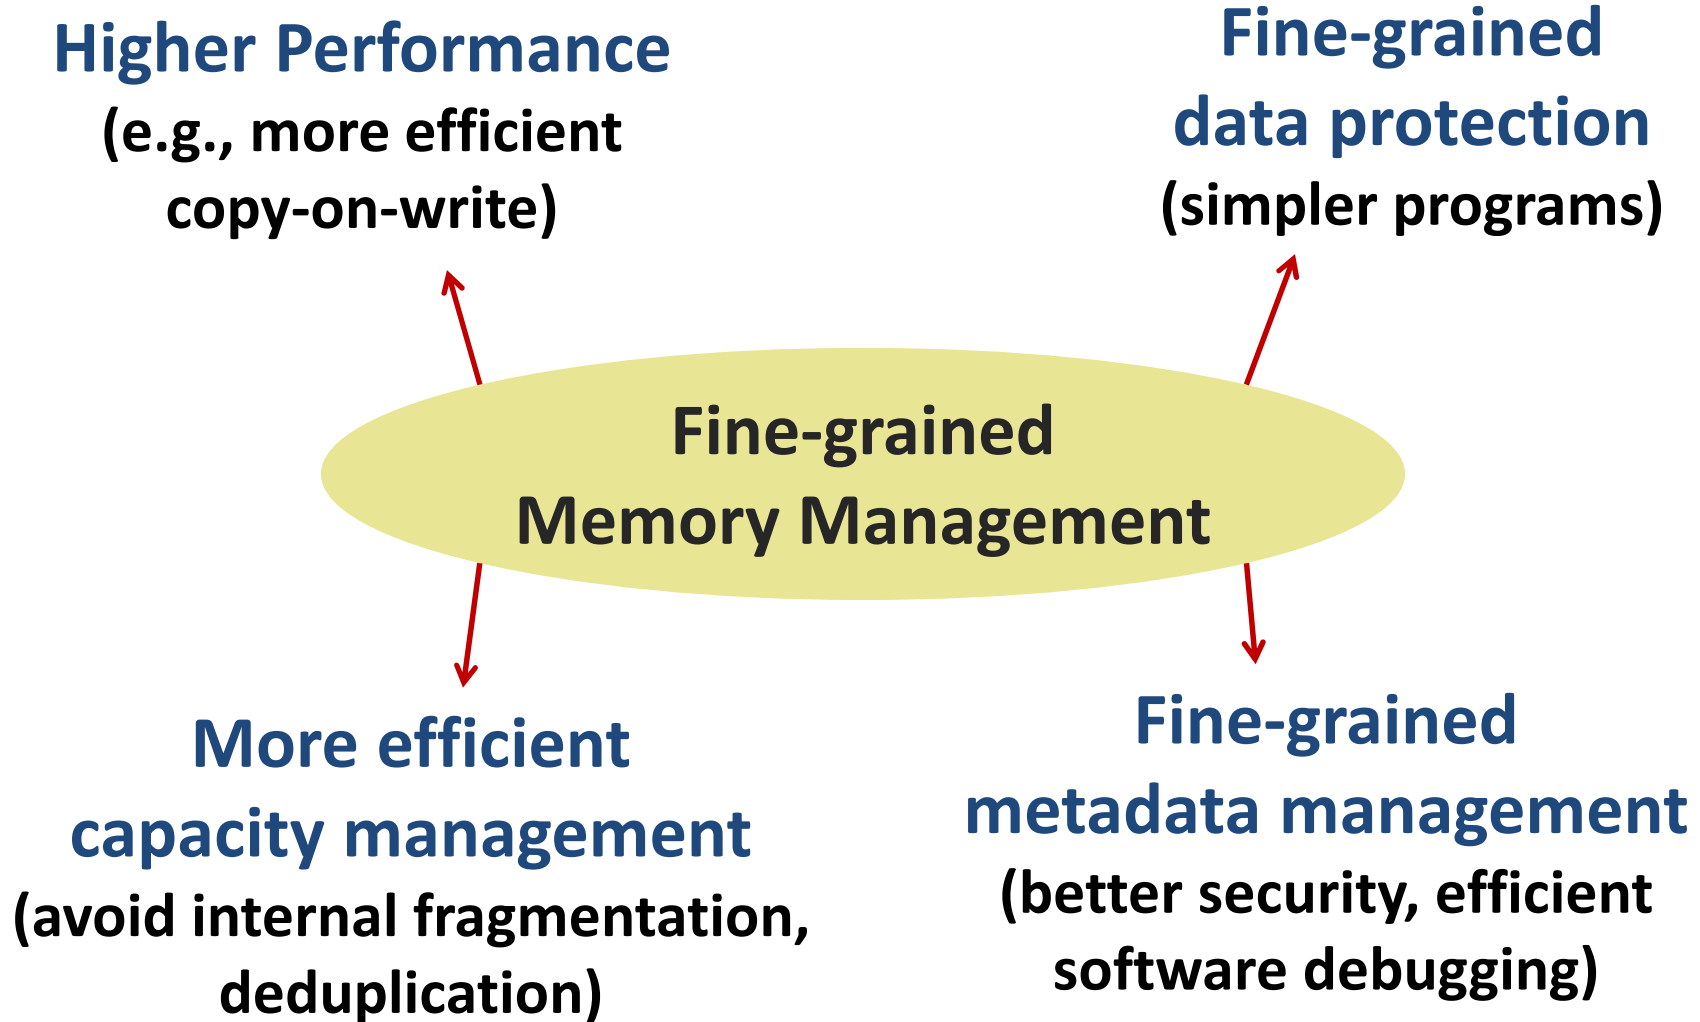 Higher Performance
(e.g., more efficient
copy-on-write)
Fine-grained
data protection
(simpler programs)
Fine-grained
Memory Management
More efficient
capacity management
(avoid internal fragmentation,
deduplication)
Fine-grained
metadata management
(better security, efficient
software debugging)